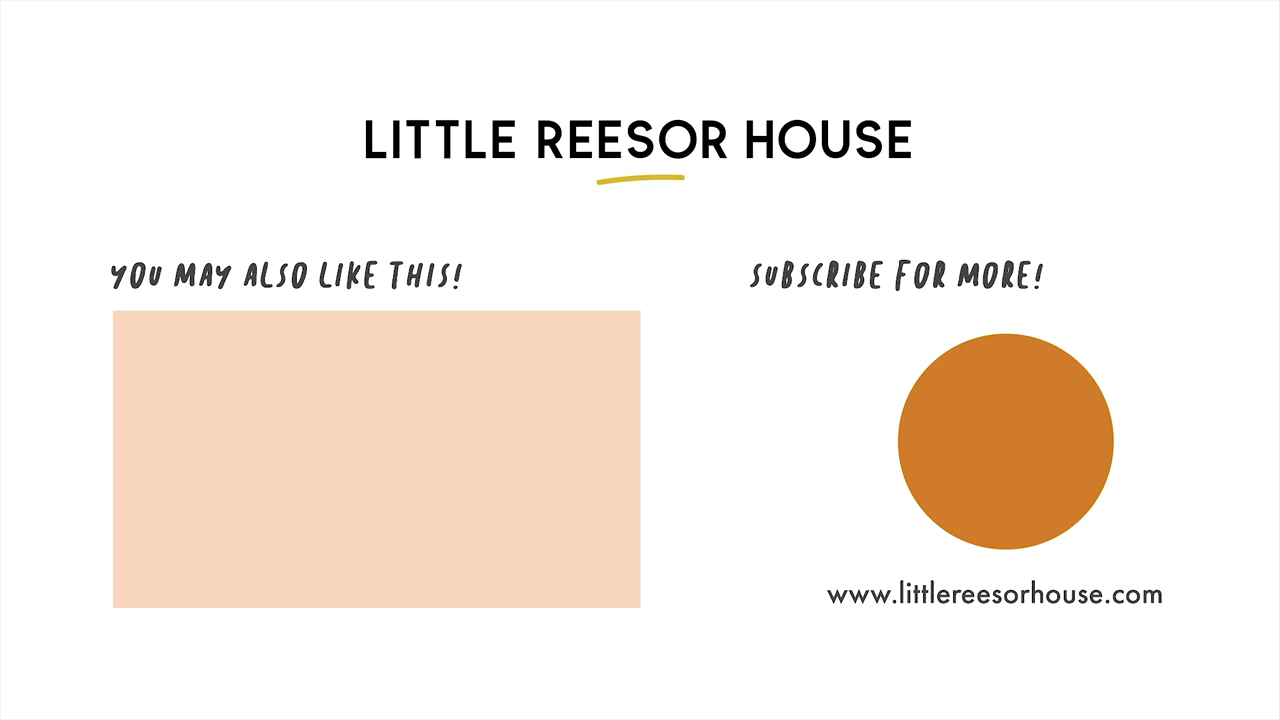 LITTLE REESOR HOUSE
YOU MAY ALSO LIKE THIS!
SUBSCRIBE FOR MORE!
www.littlereesorhouse.com